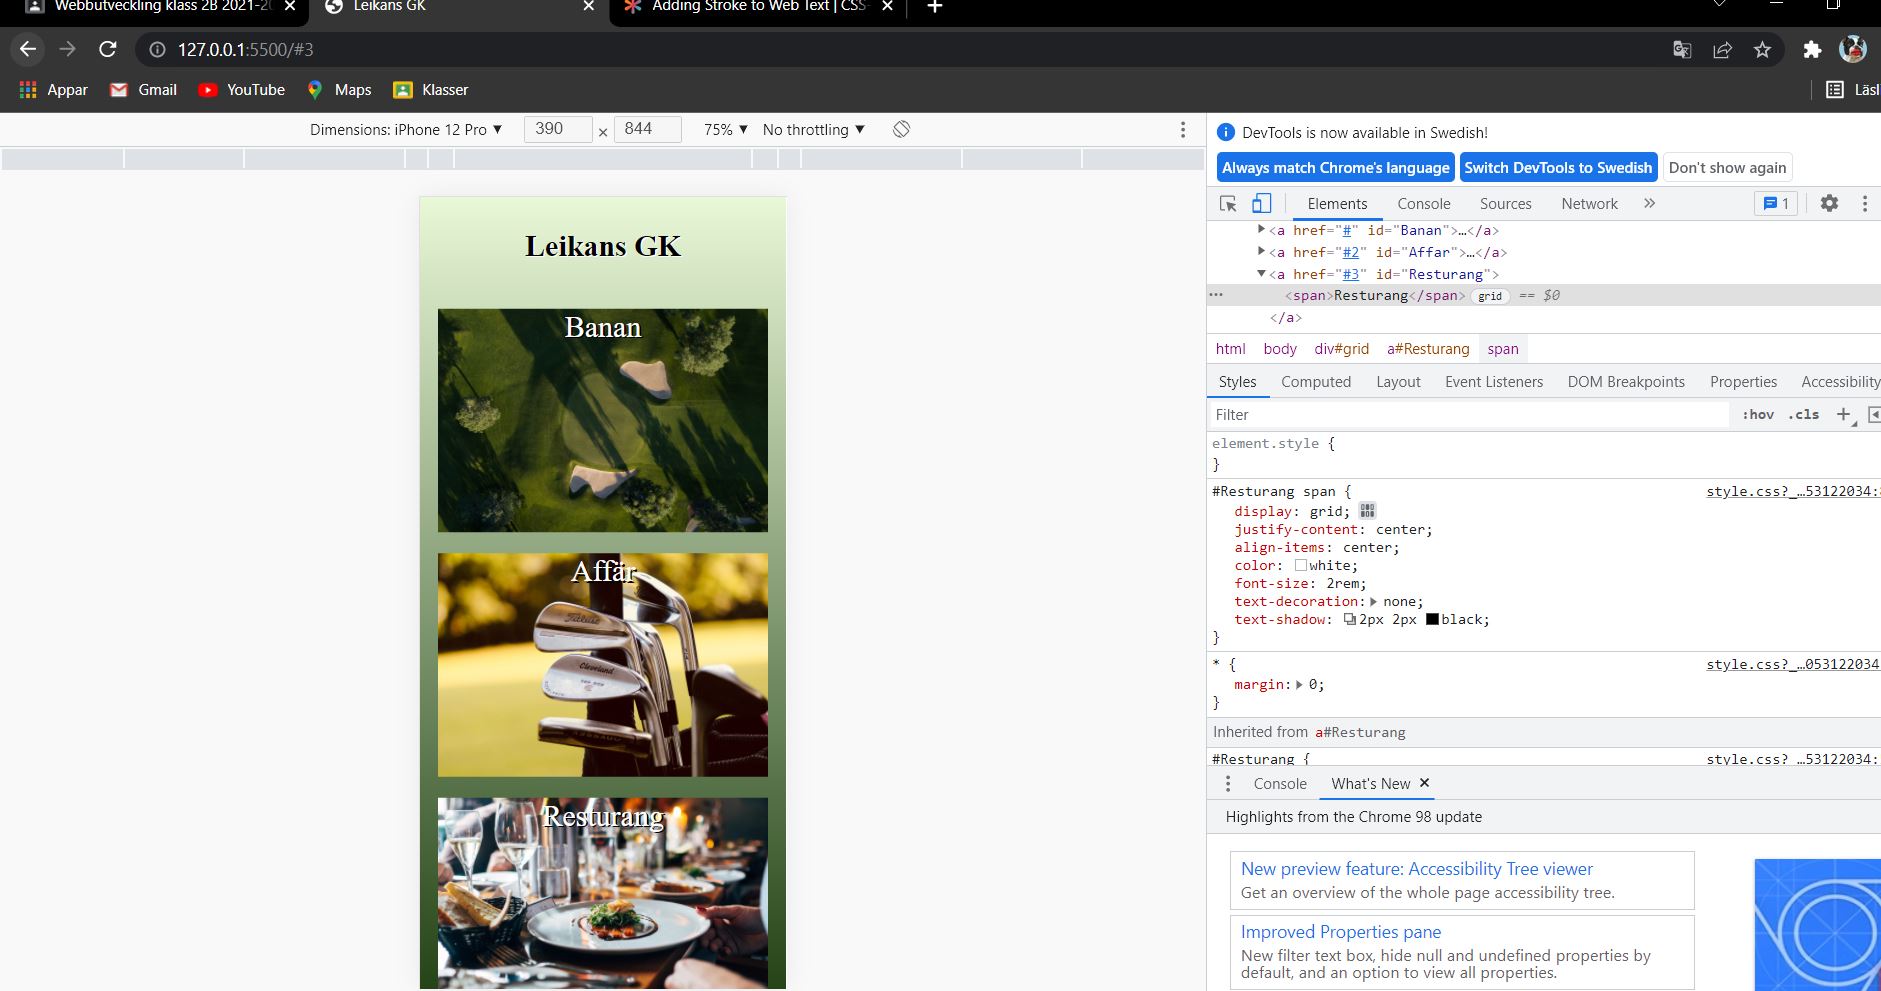 Webbutveckling klass 2B 2021-20
Leikans GK
Adding Stroke to Web Text | CSS-
127.0.0.1:5500/#3
Appar
Gmail
YouTube
Maps
Klasser
Läsl
Dimensions: iPhone 12 Pro ▼
390 × 844
75% ▼
No throttling ▼
Leikans GK
Banan
Affär
Resturang
DevTools is now available in Swedish!
Always match Chrome's language
Switch DevTools to Swedish
Don't show again
Elements
Console
Sources
Network
»
1
<a href="#" id="Banan">…</a>
<a href="#2" id="Affar">…</a>
<a href="#3" id="Resturang">
<span>Resturang</span> grid == $0
</a>
html body div#grid a#Resturang span
Styles
Computed
Layout
Event Listeners
DOM Breakpoints
Properties
Accessibility
Filter
:hov .cls +
element.style {
}
#Resturang span {
style.css?_…53122034:
display: grid;
justify-content: center;
align-items: center;
color: white;
font-size: 2rem;
text-decoration: none;
text-shadow: 2px 2px black;
}
* {
style.css?_…053122034
margin: 0;
}
Inherited from a#Resturang
#Resturang {
style.css?_…53122034:
Console
What's New ×
Highlights from the Chrome 98 update
New preview feature: Accessibility Tree viewer
Get an overview of the whole page accessibility tree.
Improved Properties pane
New filter text box, hide null and undefined properties by
default, and an option to view all properties.
Titleist
Cleveland